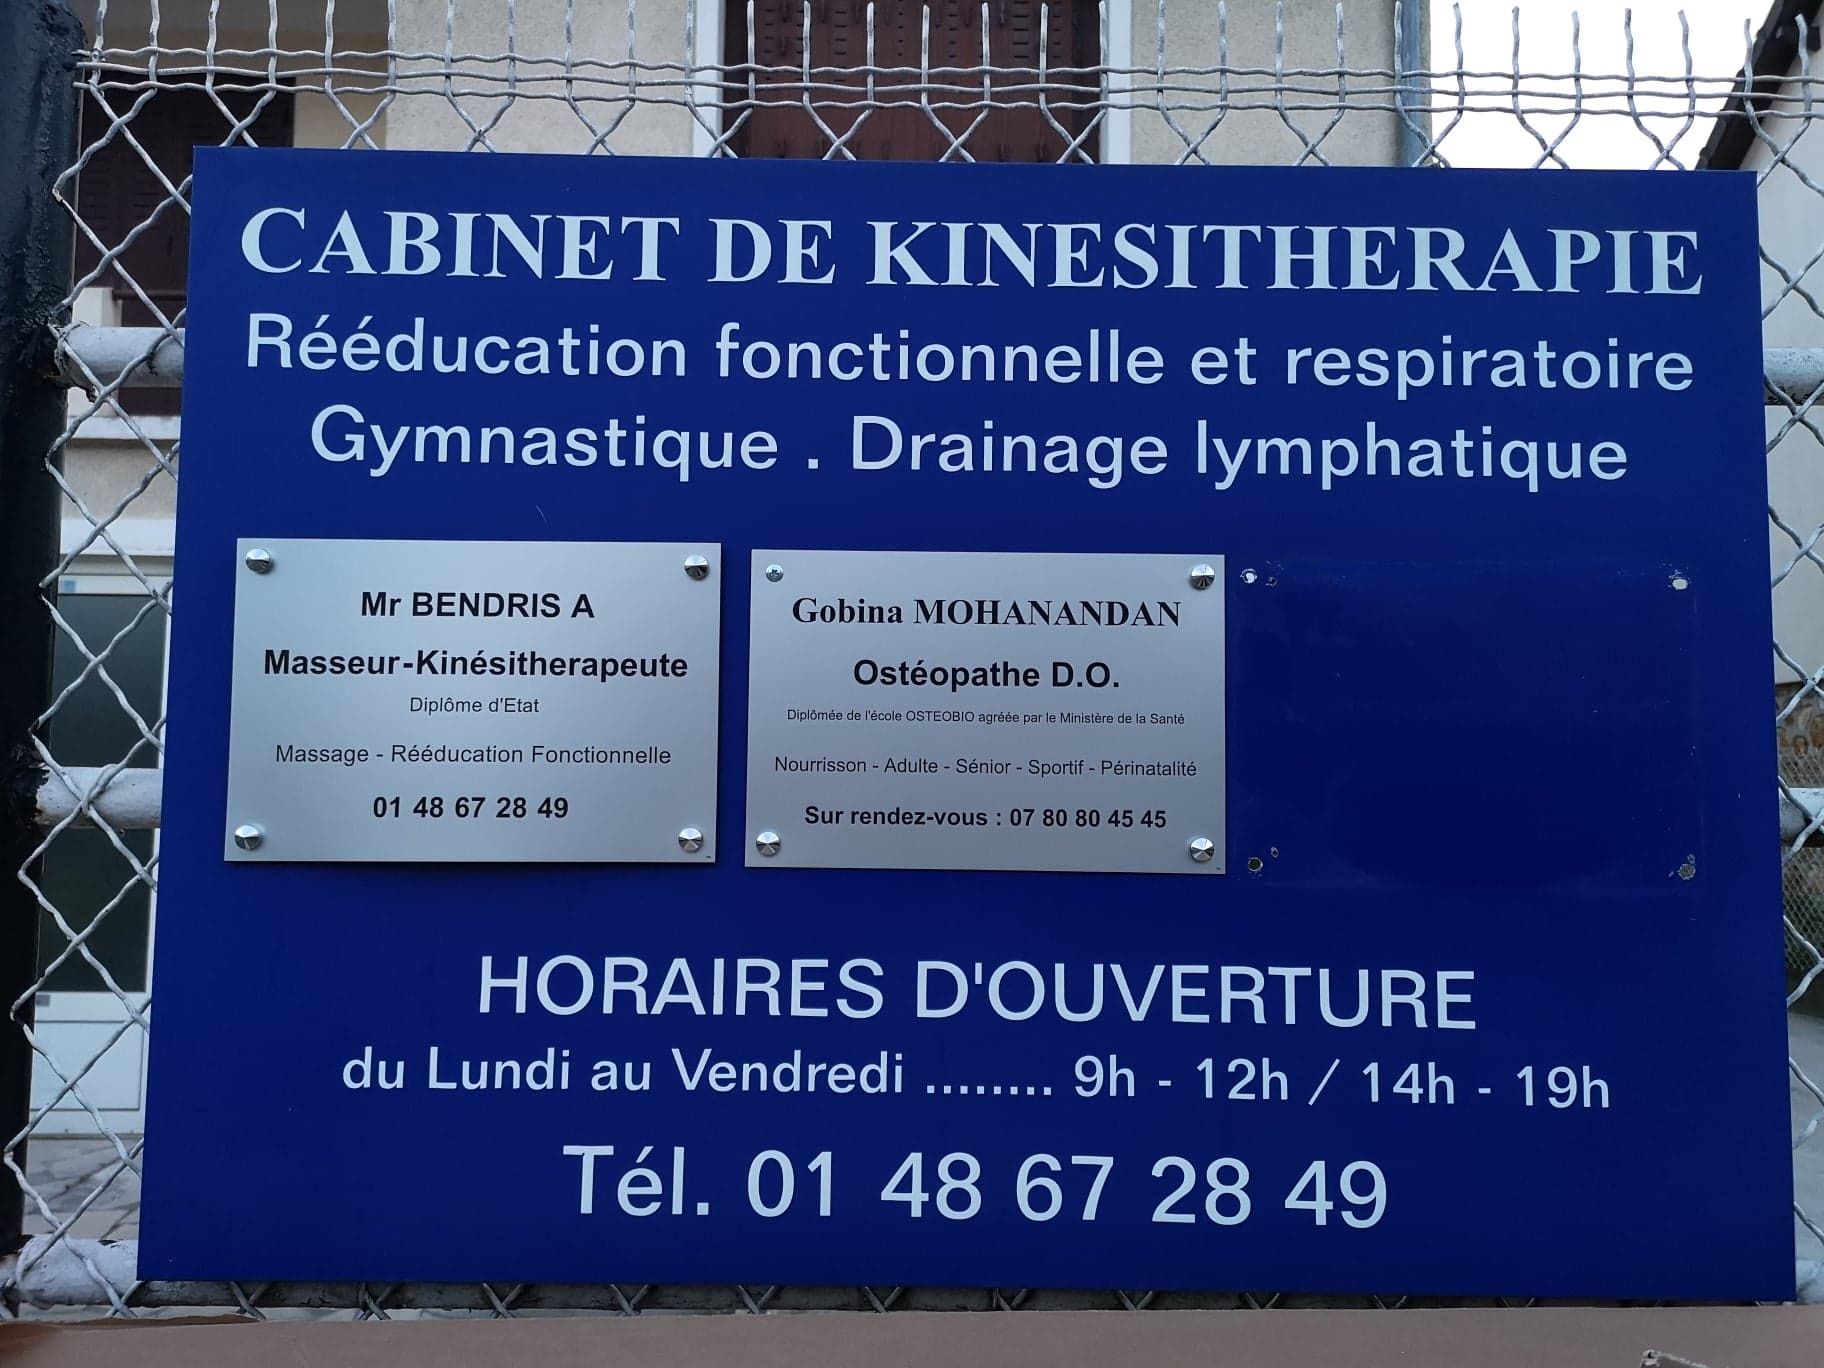 CABINET DE KINESITHERAPIE
Rééducation fonctionnelle et respiratoire
Gymnastique . Drainage lymphatique
Mr BENDRIS A
Masseur-Kinésitherapeute
Diplôme d'Etat
Massage - Rééducation Fonctionnelle
01 48 67 28 49
Gobina MOHANANDAN
Ostéopathe D.O.
Diplômée de l'école OSTEOBIO agréée par le Ministère de la Santé
Nourrisson - Adulte - Sénior - Sportif - Périnatalité
Sur rendez-vous : 07 80 80 45 45
HORAIRES D'OUVERTURE
du Lundi au Vendredi ........ 9h - 12h / 14h - 19h
Tél. 01 48 67 28 49